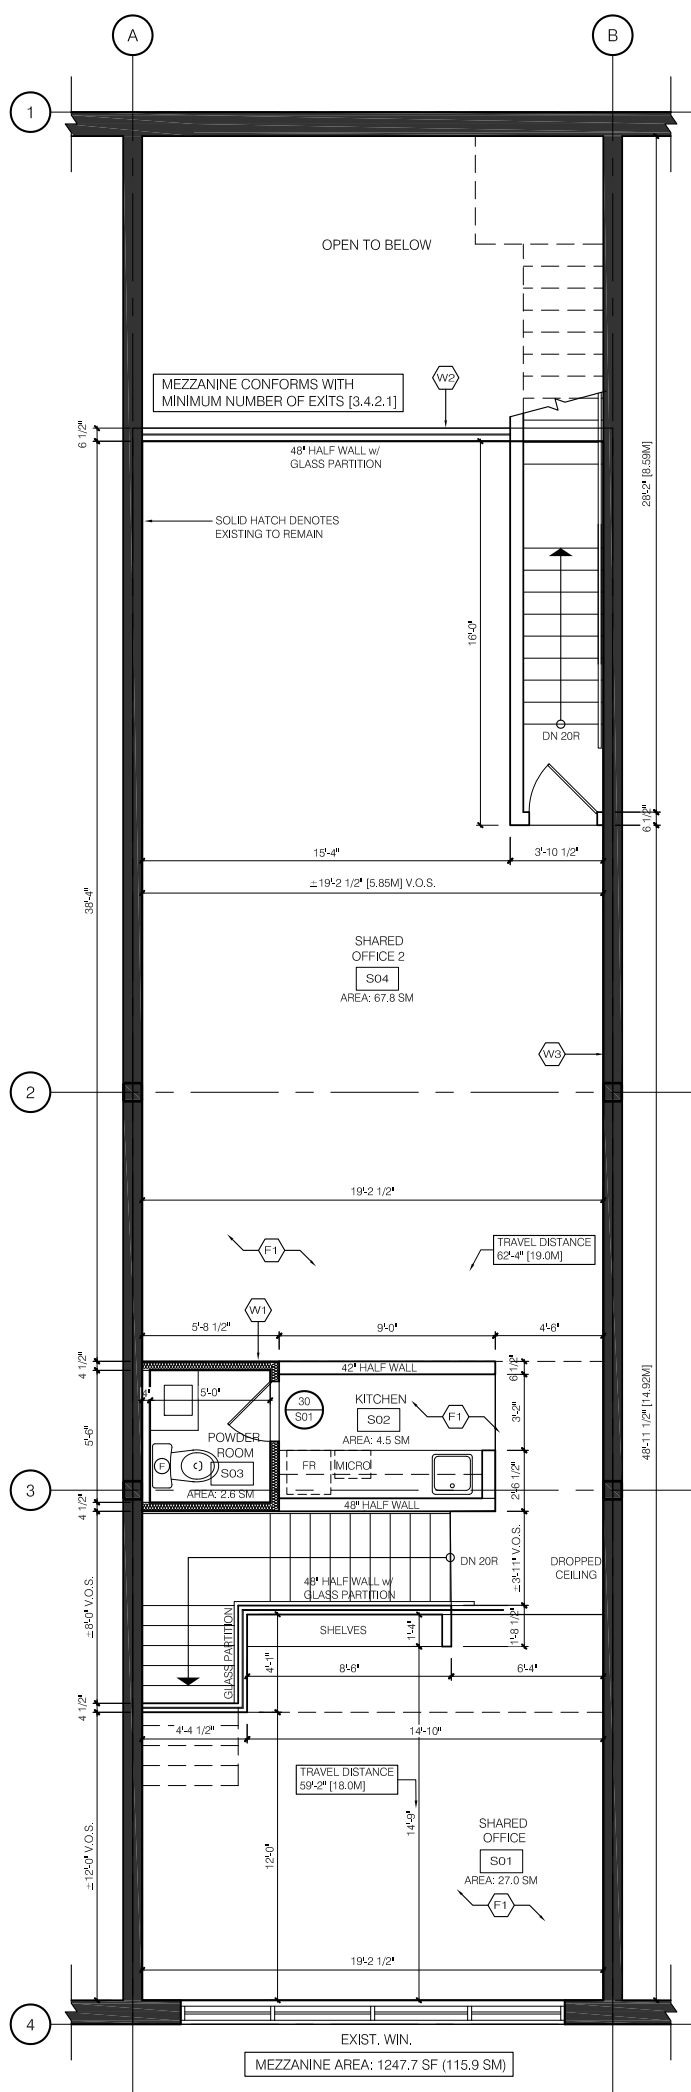 A
B
1
OPEN TO BELOW
MEZZANINE CONFORMS WITH
MINIMUM NUMBER OF EXITS [3.4.2.1]
W2
6 1/2"
48" HALF WALL w/
GLASS PARTITION
28'-2" [8.59M]
SOLID HATCH DENOTES
EXISTING TO REMAIN
16'-0"
DN 20R
6 1/2"
15'-4"
3'-10 1/2"
±19'-2 1/2" [5.85M] V.O.S.
38'-4"
SHARED
OFFICE 2
S04
AREA: 67.8 SM
W3
2
19'-2 1/2"
F1
TRAVEL DISTANCE
62'-4" [19.0M]
W1
5'-8 1/2"
9'-0"
4'-6"
4 1/2"
42" HALF WALL
6 1/2"
48'-11 1/2" [14.92M]
4"
5'-0"
30
S01
KITCHEN
S02
AREA: 4.5 SM
F1
3'-2"
5'-6"
POWDER
ROOM
S03
AREA: 2.6 SM
F
FR
MICRO
2'-6 1/2"
3
4 1/2"
48" HALF WALL
DN 20R
DROPPED
CEILING
±3'-11" V.O.S.
48" HALF WALL w/
GLASS PARTITION
±8'-0" V.O.S.
GLASS PARTITION
SHELVES
1'-4"
1'-8 1/2"
4'-1"
8'-6"
6'-4"
4 1/2"
4'-4 1/2"
14'-10"
TRAVEL DISTANCE
59'-2" [18.0M]
14'-9"
12'-0"
±12'-0" V.O.S.
SHARED
OFFICE
S01
AREA: 27.0 SM
F1
19'-2 1/2"
4
EXIST. WIN.
MEZZANINE AREA: 1247.7 SF (115.9 SM)